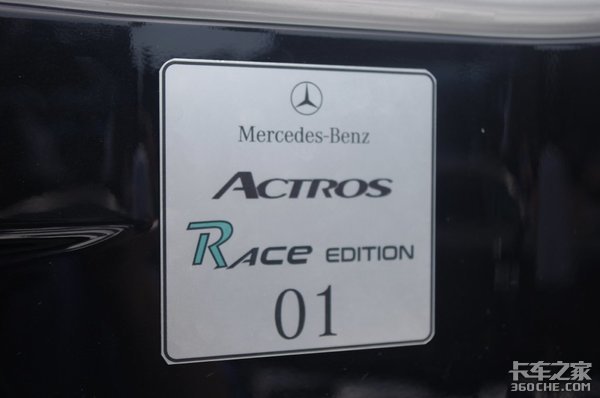 Mercedes-Benz
ACTROS
RACE EDITION
01
卡车之家
360CHE.COM